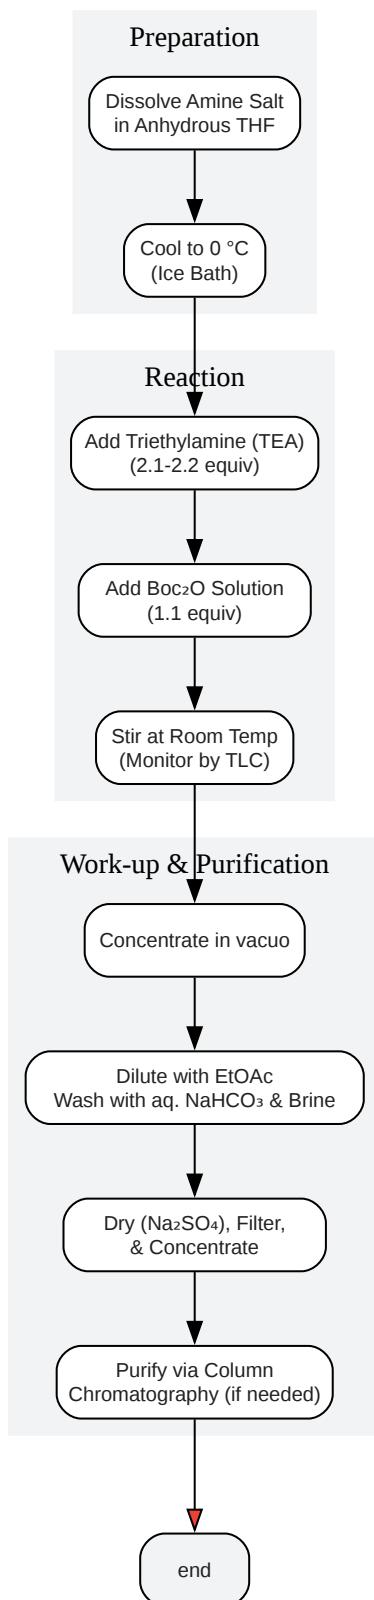 Preparation
Dissolve Amine Salt
in Anhydrous THF
Cool to 0 °C
(Ice Bath)
Reaction
Add Triethylamine (TEA)
(2.1-2.2 equiv)
Add Boc₂O Solution
(1.1 equiv)
Stir at Room Temp
(Monitor by TLC)
Work-up & Purification
Concentrate in vacuo
Dilute with EtOAc
Wash with aq. NaHCO₃ & Brine
Dry (Na₂SO₄), Filter,
& Concentrate
Purify via Column
Chromatography (if needed)
end